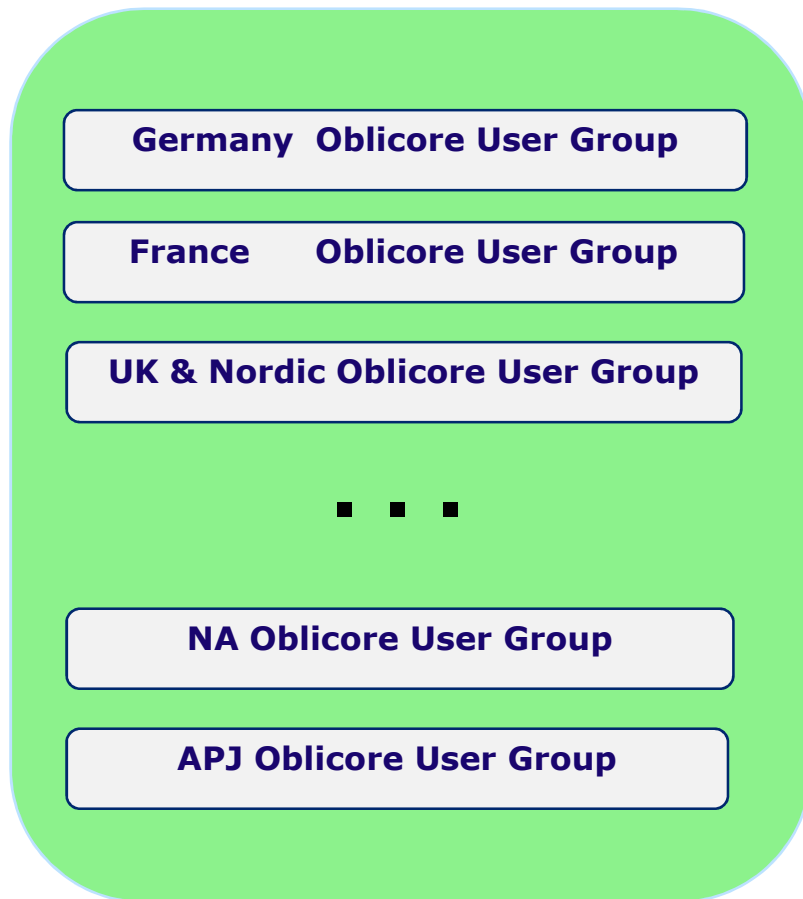 Germany  Oblicore User Group
France      Oblicore User Group
UK & Nordic Oblicore User Group
. . .
NA Oblicore User Group
APJ Oblicore User Group